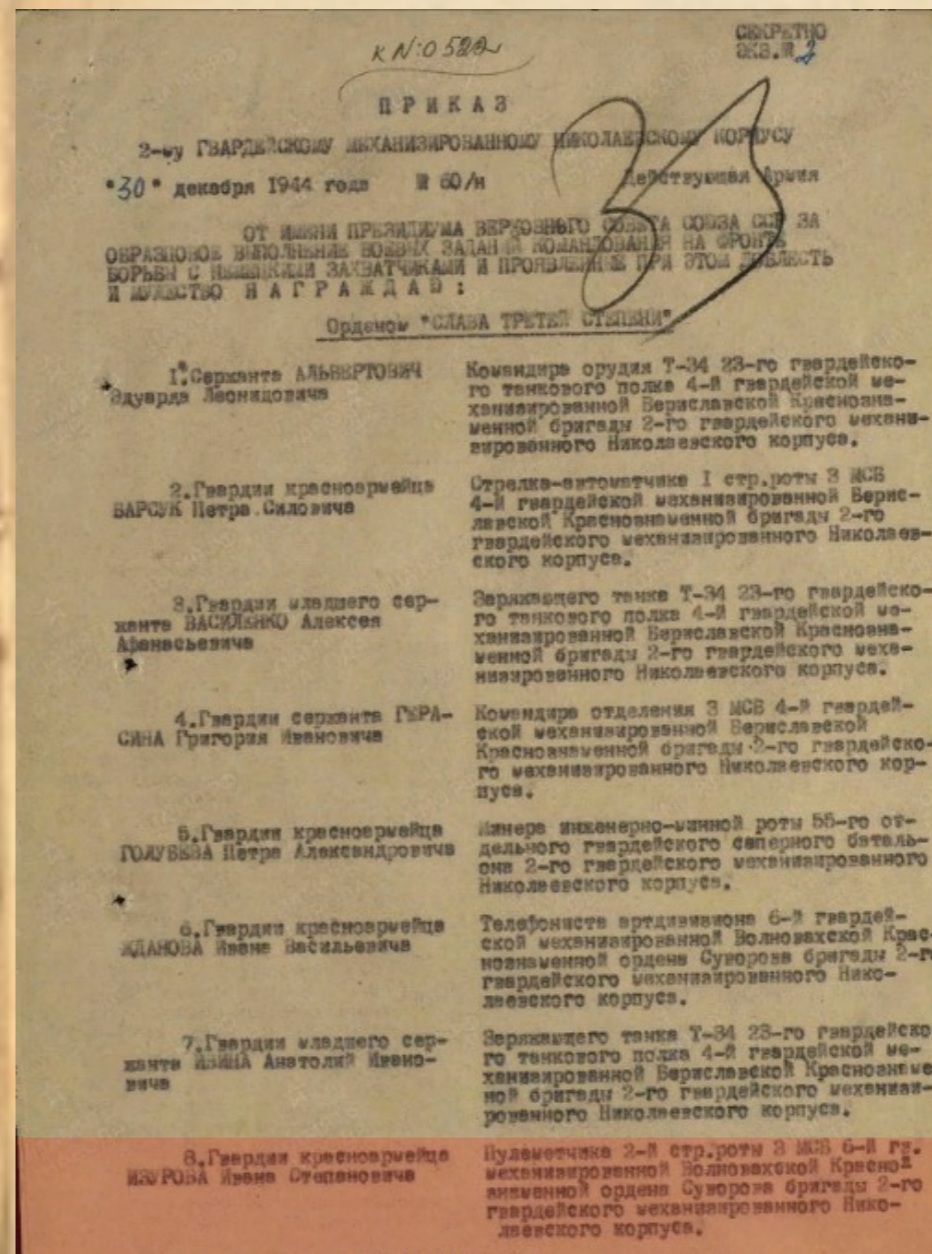 к №:0522
СЕКРЕТНО
ЭКЗ.№ 2
ПРИКАЗ
2-му ГВАРДЕЙСКОМУ МЕХАНИЗИРОВАННОМУ НИКОЛАЕВСКОМУ КОРПУСУ
"30" декабря 1944 года № 60/н Действующая Армия
ОТ ИМЕНИ ПРЕЗИДИУМА ВЕРХОВНОГО СОВЕТА СОЮЗА ССР ЗА
ОБРАЗЦОВОЕ ВЫПОЛНЕНИЕ БОЕВЫХ ЗАДАНИЙ КОМАНДОВАНИЯ НА ФРОНТЕ
БОРЬБЫ С НЕМЕЦКИМИ ЗАХВАТЧИКАМИ И ПРОЯВЛЕННЫЕ ПРИ ЭТОМ ДОБЛЕСТЬ
И МУЖЕСТВО НАГРАЖДАЮ:
Орденом "СЛАВА ТРЕТЕЙ СТЕПЕНИ"
1.Сержанта АЛЬБЕРТОВИЧ
Эдуарда Леонидовича
Командира орудия Т-34 23-го гвардейско-
го танкового полка 4-й гвардейской ме-
ханизированной Бериславской Краснозна-
менной бригады 2-го гвардейского механи-
зированного Николаевского корпуса.
2.Гвардии красноармейца
БАРСУК Петра Силовича
Стрелка-автоматчика I стр.роты 3 МСБ
4-й гвардейской механизированной Берис-
лавской Краснознаменной бригады 2-го
гвардейского механизированного Николаев-
ского корпуса.
3.Гвардии младшего сер-
жанта ВАСИЛЕНКО Алексея
Афанасьевича
Заряжающего танка Т-34 23-го гвардейско-
го танкового полка 4-й гвардейской ме-
ханизированной Бериславской Краснозна-
менной бригады 2-го гвардейского меха-
низированного Николаевского корпуса.
4.Гвардии сержанта ГЕРА-
СИНА Григория Ивановича
Командира отделения 3 МСБ 4-й гвардей-
ской механизированной Бериславской
Краснознаменной бригады 2-го гвардейско-
го механизированного Николаевского кор-
пуса.
5.Гвардии красноармейца
ГОЛУБЕВА Петра Александровича
Минера инженерно-минной роты 55-го от-
дельного гвардейского саперного баталь-
она 2-го гвардейского механизированного
Николаевского корпуса.
6.Гвардии красноармейца
ЖДАНОВА Ивана Васильевича
Телефониста артдивизиона 6-й гвардей-
ской механизированной Волновахской Крас-
нознаменной ордена Суворова бригады 2-го
гвардейского механизированного Нико-
лаевского корпуса.
7.Гвардии младшего сер-
жанта ИВИНА Анатолий Ивано-
вича
Заряжающего танка Т-34 23-го гвардейско
го танкового полка 4-й гвардейской ме-
ханизированной Бериславской Краснознаме
ной бригады 2-го гвардейского механизи-
рованного Николаевского корпуса.
8.Гвардии красноармейца
ИЗУРОВА Ивана Степановича
Пулеметчика 2-й стр.роты 3 МСБ 6-й гв.
механизированной Волновахской Красно-
знаменной ордена Суворова бригады 2-го
гвардейского механизированного Нико-
лаевского корпуса.